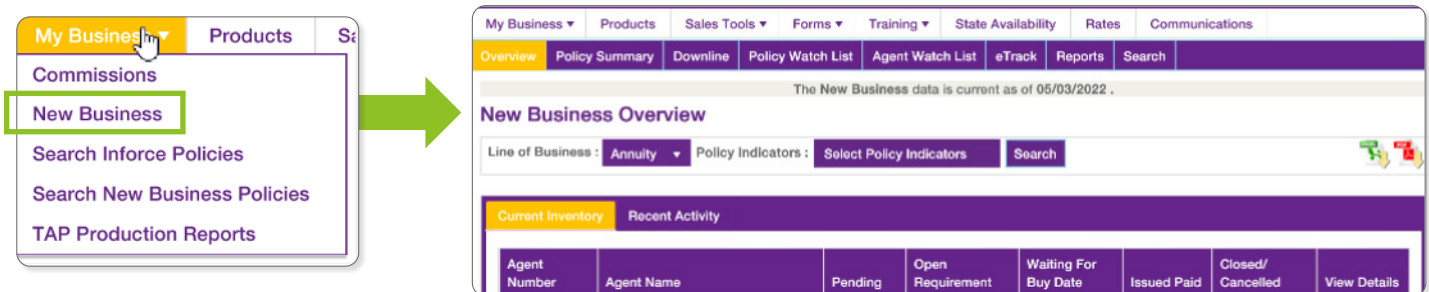 My Business ▼ Products
Commissions
New Business
Search Inforce Policies
Search New Business Policies
TAP Production Reports
My Business ▼ Products Sales Tools ▼ Forms ▼ Training ▼ State Availability Rates Communications
Overview Policy Summary Downline Policy Watch List Agent Watch List eTrack Reports Search
The New Business data is current as of 05/03/2022 .
New Business Overview
Line of Business : Annuity ▼ Policy Indicators : Select Policy Indicators Search
Current Inventory Recent Activity
Agent Number Agent Name Pending Open Requirement Waiting For Buy Date Issued Paid Closed/ Cancelled View Details